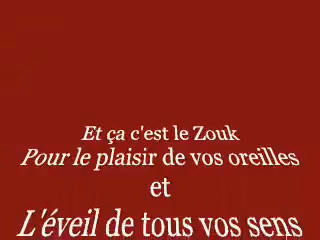 Et ça c'est le Zouk
Pour le plaisir de vos oreilles
et
L'éveil de tous vos sens